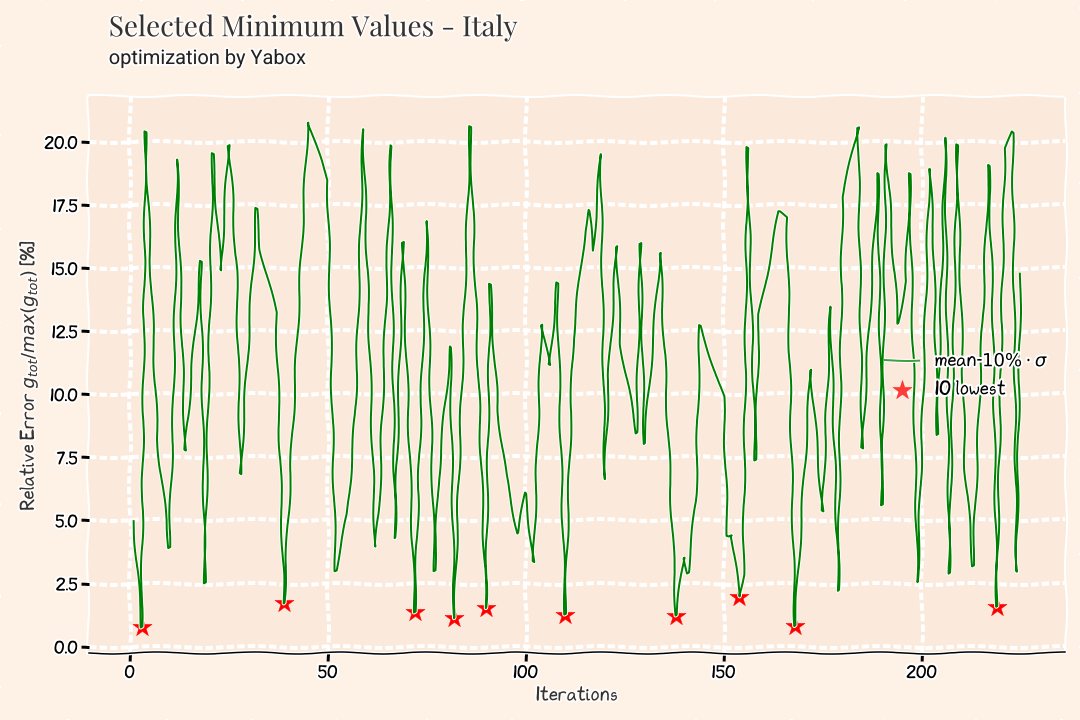 Selected Minimum Values - Italy
optimization by Yabox
Relative Error g_tot/max(g_tot) [%]
20.0
17.5
15.0
12.5
10.0
7.5
5.0
2.5
0.0
mean-10% · σ
10 lowest
0 50 100 150 200
Iterations